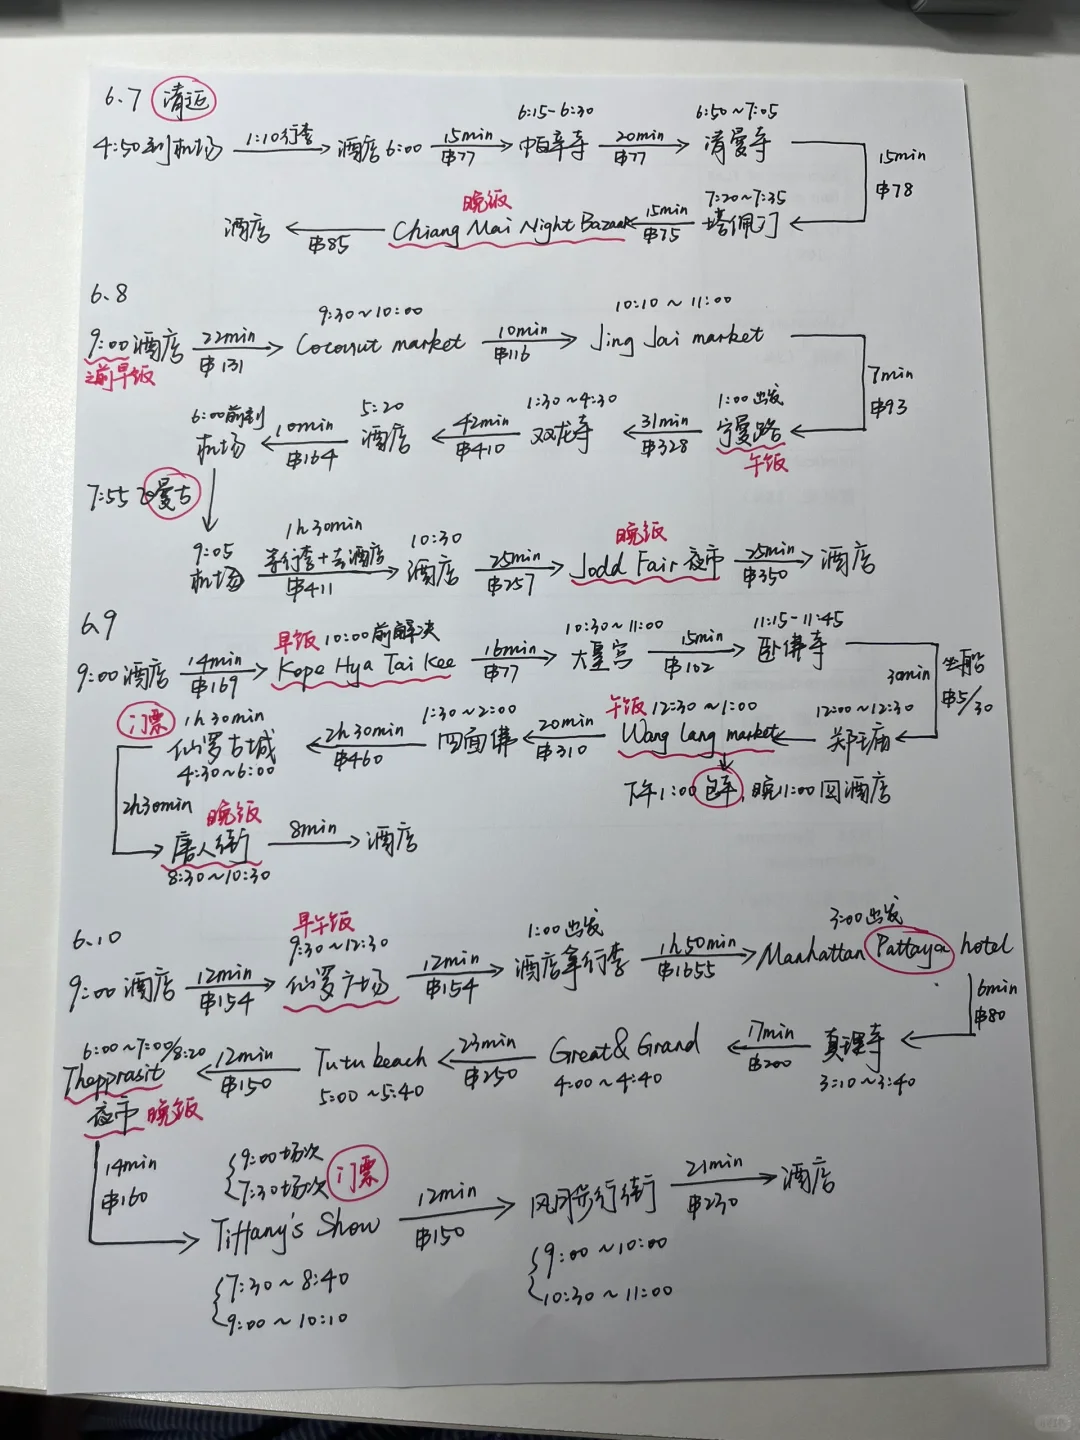 6.7 清迈
6:15-6:30 6:50~7:05
4:50到机场 1:10行李 酒店 6:00 15min ฿77 帕辛寺 20min ฿77 清曼寺
15min ฿78
晚饭 7:20~7:35
酒店 ฿85 Chiang Mai Night Bazaar 15min ฿75 塔佩门
6.8
9:30~10:00 10:10~11:00
9:00酒店 22min ฿131 Coconut market 10min ฿116 Jing Jai market
之前早饭
7min ฿93
6:00前到 5:20 1:30~4:30 1:00出发
机场 10min ฿164 酒店 42min ฿410 双龙寺 31min ฿328 宁曼路
午饭
7:55 曼古
9:05 1h30min 10:30 晚饭
机场 等行李+去酒店 ฿411 酒店 25min ฿257 Jodd Fair 夜市 25min ฿350 酒店
6.9
早饭 10:00前解决 10:30~11:00 11:15-11:45
9:00酒店 14min ฿169 Kope Hya Tai Kee 16min ฿77 大皇宫 15min ฿102 卧佛寺
30min 坐船 ฿5/30
门票 1h30min 1:30~2:00 午饭 12:30~1:00 12:00~12:30
仙罗古城 2h30min ฿460 四面佛 20min ฿310 Wang Lang market 郑王庙
4:30~6:00
下午1:00包车,晚11:00回酒店
2h30min 晚饭
唐人街 8min 酒店
8:30~10:30
6.10
早午饭
9:30~12:30 1:00出发 3:00出发
9:00酒店 12min ฿154 仙罗广场 12min ฿154 酒店拿行李 1h50min ฿1655 Manhattan Pattaya hotel
6min ฿80
6:00~7:00/8:20
Thepprasit 12min ฿150 Tutu beach 23min ฿250 Great&Grand 17min ฿200 真理寺
5:00~5:40 4:00~4:40 3:10~3:40
夜市 晚饭
14min ฿160
9:00场次
7:30场次 门票
Tiffany's Show 12min ฿150 风月步行街 21min ฿230 酒店
7:30~8:40 9:00~10:00
9:00~10:10 10:30~11:00